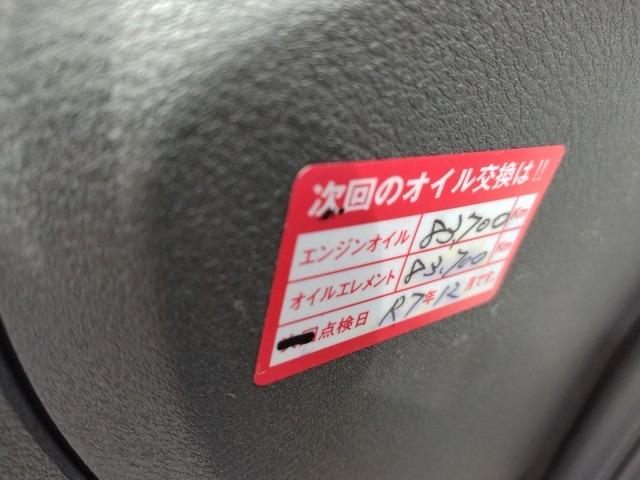 次回のオイル交換は!!
エンジンオイル 83,700 Km
オイルエレメント 83,700 Km
回点検日 R7年12月です。